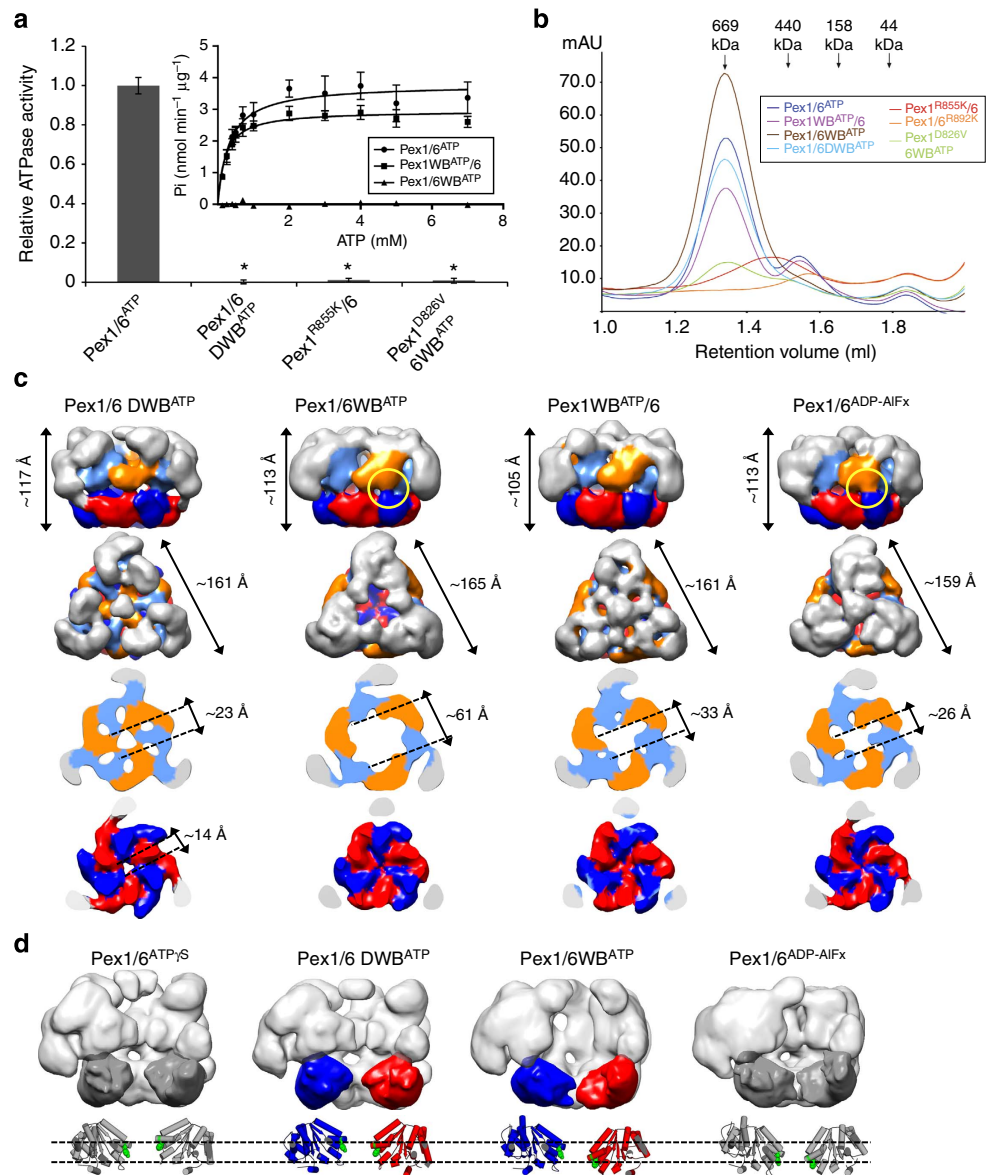 a
Relative ATPase activity
1.2
1.0
0.8
0.6
0.4
0.2
0
* * *
Pex1/6ATP
Pex1/6 DWBATP
Pex1R855K/6
Pex1D826V 6WBATP
Pi (nmol min−1 µg−1)
5
4
3
2
1
0
0 2 4 6 8
ATP (mM)
Pex1/6ATP
Pex1WBATP/6
Pex1/6WBATP
b
mAU
669 kDa
440 kDa
158 kDa
44 kDa
70.0
60.0
50.0
40.0
30.0
20.0
10.0
1.0 1.2 1.4 1.6 1.8
Retention volume (ml)
Pex1/6ATP
Pex1WBATP/6
Pex1/6WBATP
Pex1/6DWBATP
Pex1R855K/6
Pex1/6R892K
Pex1D826V
6WBATP
c
Pex1/6 DWBATP
Pex1/6WBATP
Pex1WBATP/6
Pex1/6ADP-AlFx
~117 Å
~113 Å
~105 Å
~113 Å
~161 Å
~165 Å
~161 Å
~159 Å
~23 Å
~61 Å
~33 Å
~26 Å
~14 Å
d
Pex1/6ATPγS
Pex1/6 DWBATP
Pex1/6WBATP
Pex1/6ADP-AlFx